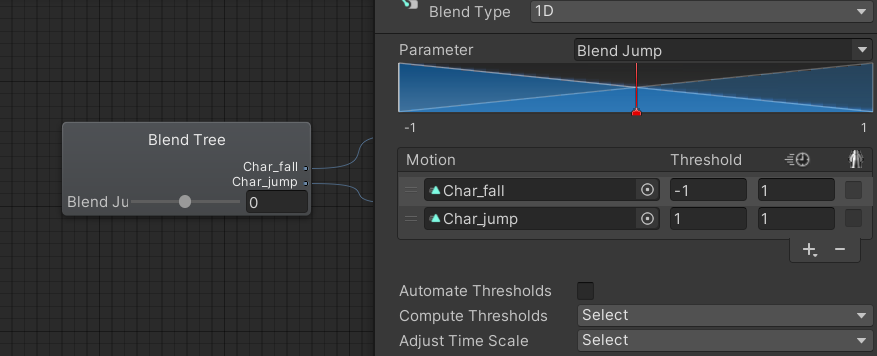 Blend Type 1D
Parameter Blend Jump
-1 1
Blend Tree
Char_fall
Char_jump
Blend Ju 0
Motion Threshold
Char_fall -1 1
Char_jump 1 1
+ −
Automate Thresholds
Compute Thresholds Select
Adjust Time Scale Select